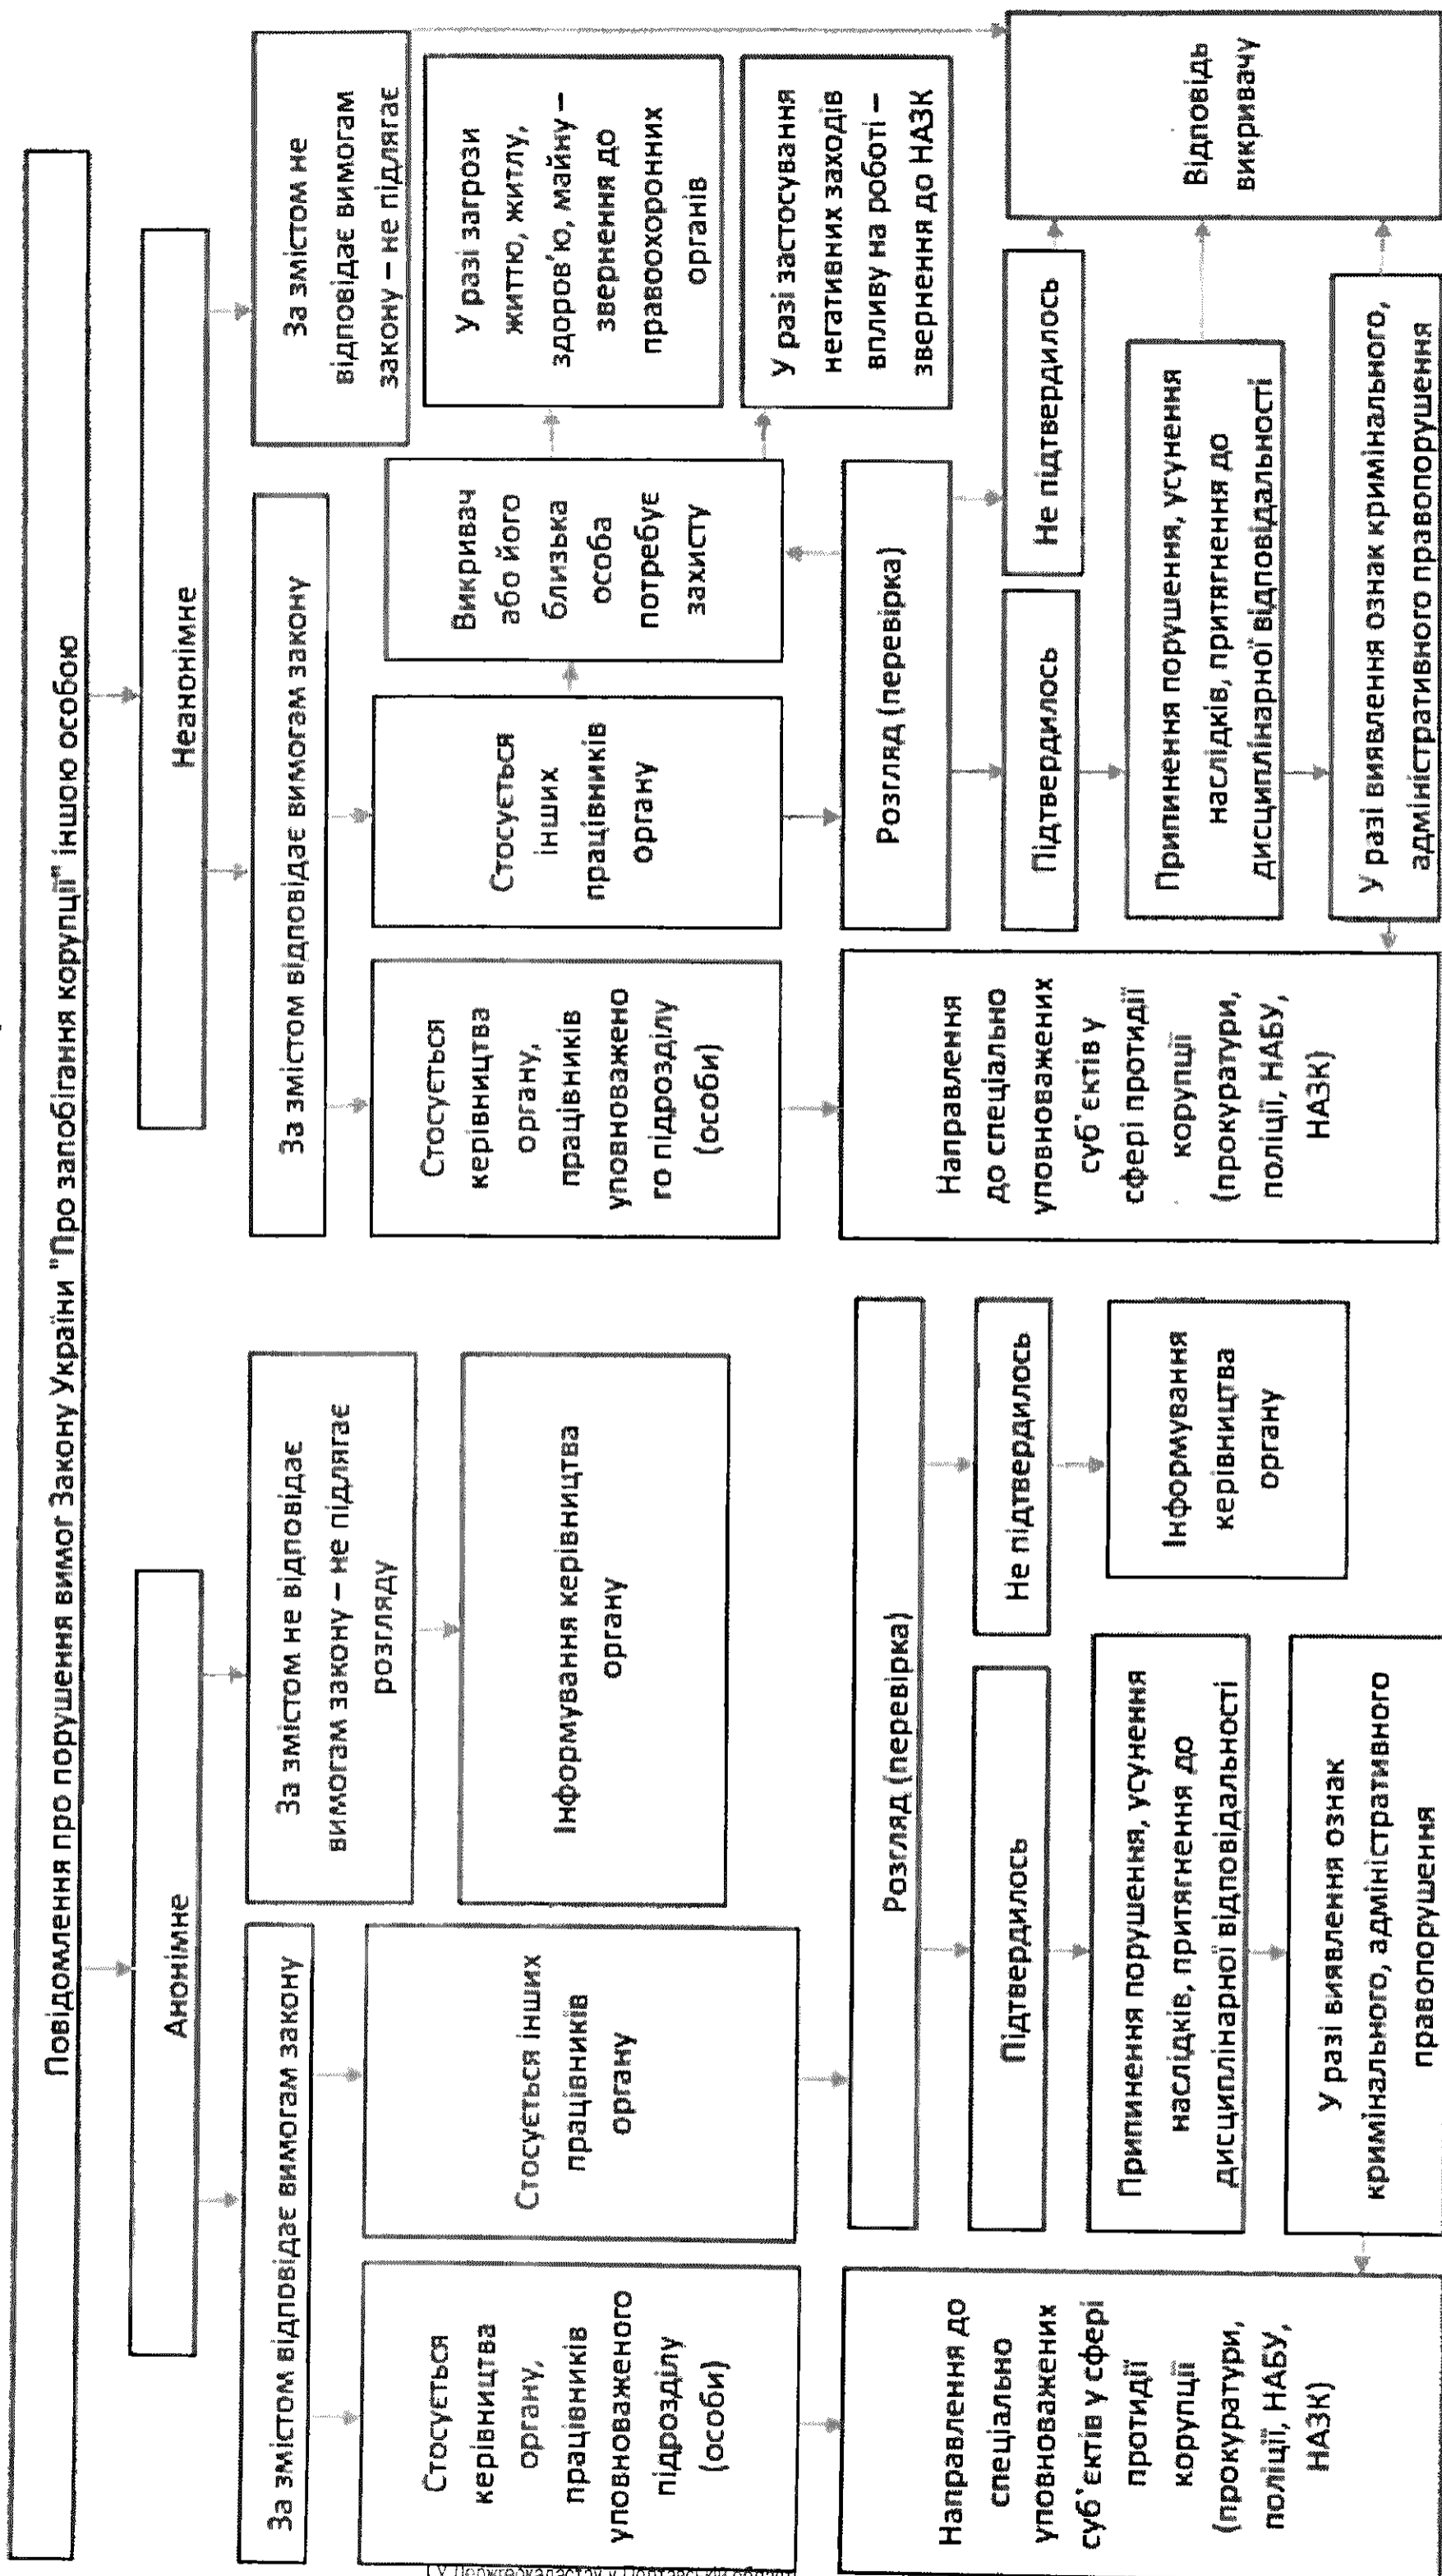 Повідомлення про порушення вимог Закону України "Про запобігання корупції" іншою особою
Анонімне
Неанонімне
За змістом відповідає вимогам закону
За змістом не відповідає
вимогам закону – не підлягає
розгляду
За змістом відповідає вимогам закону
За змістом не
відповідає вимогам
закону – не підлягає
Стосується
керівництва
органу,
працівників
уповноваженого
підрозділу
(особи)
Стосується інших
працівників
органу
Інформування керівництва
органу
Стосується
керівництва
органу,
працівників
уповноважено
го підрозділу
(особи)
Стосується
інших
працівників
органу
Викривач
або його
близька
особа
потребує
захисту
У разі загрози
життю, житлу,
здоров'ю, майну –
звернення до
правоохоронних
органів
У разі застосування
негативних заходів
впливу на роботі –
звернення до НАЗК
Направлення до
спеціально
уповноважених
суб'єктів у сфері
протидії
корупції
(прокуратури,
поліції, НАБУ,
НАЗК)
Розгляд (перевірка)
Підтвердилось
Не підтвердилось
Припинення порушення, усунення
наслідків, притягнення до
дисциплінарної відповідальності
Інформування
керівництва
органу
У разі виявлення ознак
кримінального, адміністративного
правопорушення
Направлення
до спеціально
уповноважених
суб'єктів у
сфері протидії
корупції
(прокуратури,
поліції, НАБУ,
НАЗК)
Розгляд (перевірка)
Підтвердилось
Не підтвердилось
Припинення порушення, усунення
наслідків, притягнення до
дисциплінарної відповідальності
У разі виявлення ознак кримінального,
адміністративного правопорушення
Відповідь
викривачу